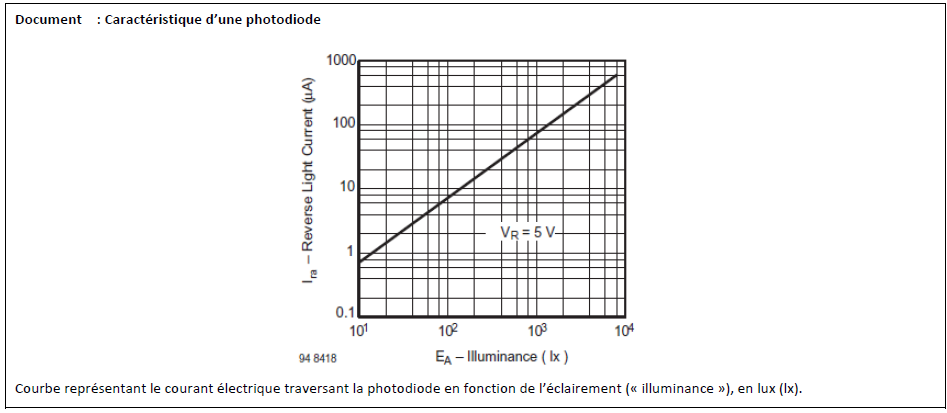 Document : Caractéristique d’une photodiode
1000
100
10
1
0.1
I ra – Reverse Light Current (µA)
VR = 5 V
10¹ 10² 10³ 10⁴
94 8418
EA – Illuminance ( lx )
Courbe représentant le courant électrique traversant la photodiode en fonction de l’éclairement (« illuminance »), en lux (lx).